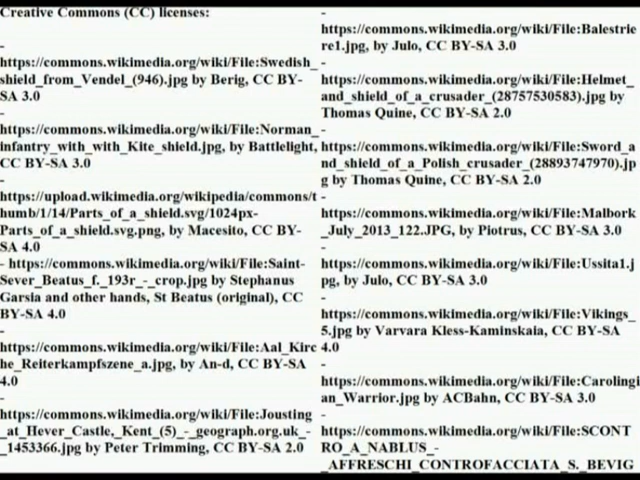 Creative Commons (CC) licenses:
-
https://commons.wikimedia.org/wiki/File:Swedish_
shield_from_Vendel_(946).jpg by Berig, CC BY-
SA 3.0
-
https://commons.wikimedia.org/wiki/File:Norman_
infantry_with_with_Kite_shield.jpg, by Battlelight,
CC BY-SA 3.0
-
https://upload.wikimedia.org/wikipedia/commons/t
humb/1/14/Parts_of_a_shield.svg/1024px-
Parts_of_a_shield.svg.png, by Macesito, CC BY-
SA 4.0
- https://commons.wikimedia.org/wiki/File:Saint-
Sever_Beatus_f._193r_-_crop.jpg by Stephanus
Garsia and other hands, St Beatus (original), CC
BY-SA 4.0
-
https://commons.wikimedia.org/wiki/File:Aal_Kirc
he_Reiterkampfszene_a.jpg, by An-d, CC BY-SA
4.0
-
https://commons.wikimedia.org/wiki/File:Jousting
_at_Hever_Castle,_Kent_(5)_-_geograph.org.uk_-
_1453366.jpg by Peter Trimming, CC BY-SA 2.0
-
https://commons.wikimedia.org/wiki/File:Balestrie
re1.jpg, by Julo, CC BY-SA 3.0
-
https://commons.wikimedia.org/wiki/File:Helmet_
and_shield_of_a_crusader_(28757530583).jpg by
Thomas Quine, CC BY-SA 2.0
-
https://commons.wikimedia.org/wiki/File:Sword_a
nd_shield_of_a_Polish_crusader_(28893747970).jp
g by Thomas Quine, CC BY-SA 2.0
-
https://commons.wikimedia.org/wiki/File:Malbork
_July_2013_122.JPG, by Piotrus, CC BY-SA 3.0
-
https://commons.wikimedia.org/wiki/File:Ussita1.j
pg, by Julo, CC BY-SA 3.0
-
https://commons.wikimedia.org/wiki/File:Vikings_
5.jpg by Varvara Kless-Kaminskaia, CC BY-SA
4.0
-
https://commons.wikimedia.org/wiki/File:Carolingi
an_Warrior.jpg by ACBahn, CC BY-SA 3.0
-
https://commons.wikimedia.org/wiki/File:SCONT
RO_A_NABLUS_-
_AFFRESCHI_CONTROFACCIATA_S._BEVIG